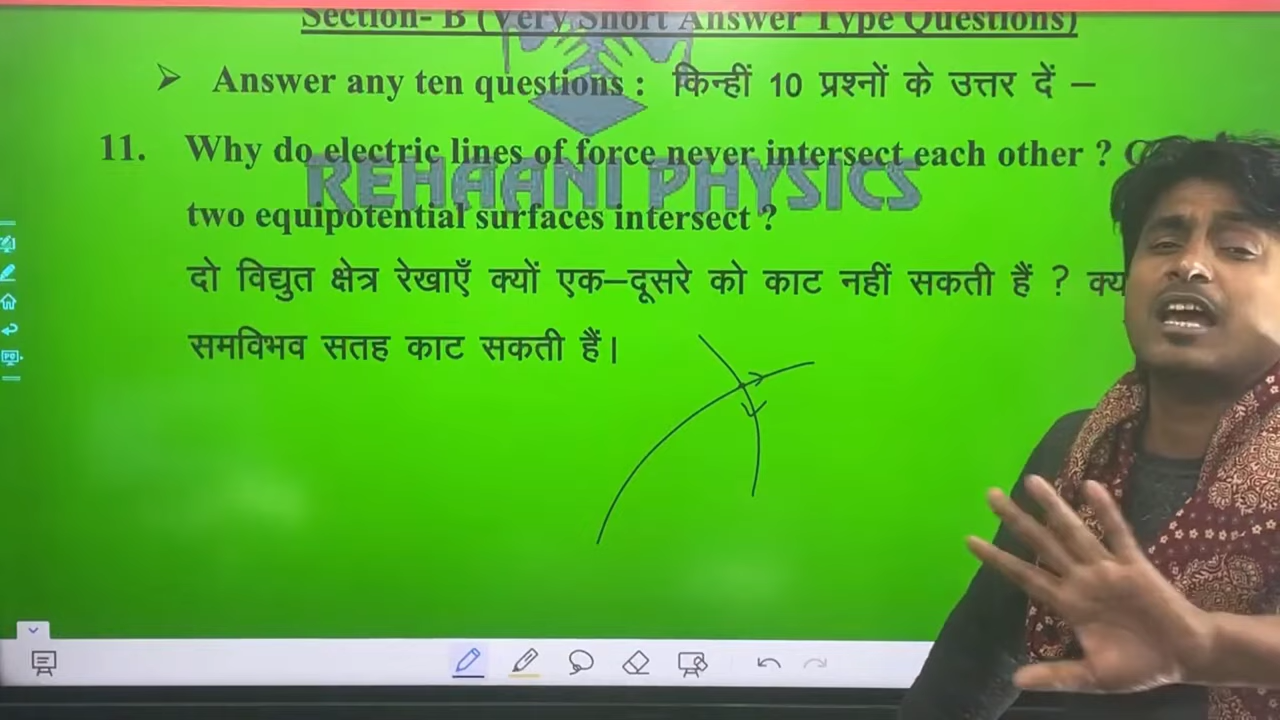 Section- B (Very Short Answer Type Questions)
➤ Answer any ten questions : किन्हीं 10 प्रश्नों के उत्तर दें –
11. Why do electric lines of force never intersect each other ?
REHAANI PHYSICS
two equipotential surfaces intersect ?
दो विद्युत क्षेत्र रेखाएँ क्यों एक–दूसरे को काट नहीं सकती हैं ?
समविभव सतह काट सकती हैं।